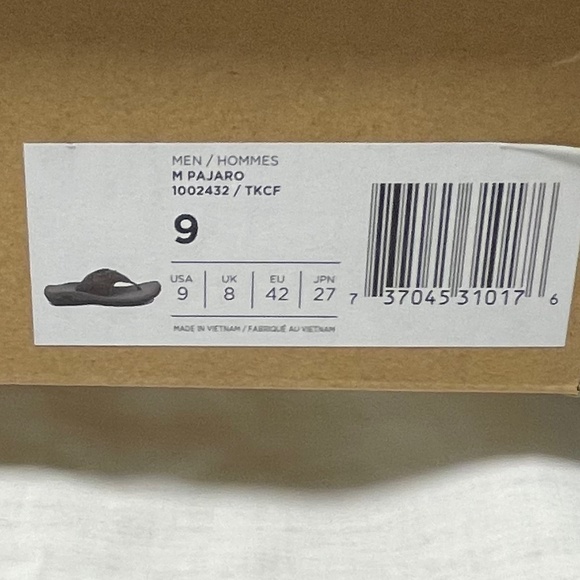 MEN / HOMMES
M PAJARO
1002432 / TKCF
9
USA UK EU JPN
9 8 42 27
MADE IN VIETNAM / FABRIQUÉ AU VIETNAM
7 37045 31017 6